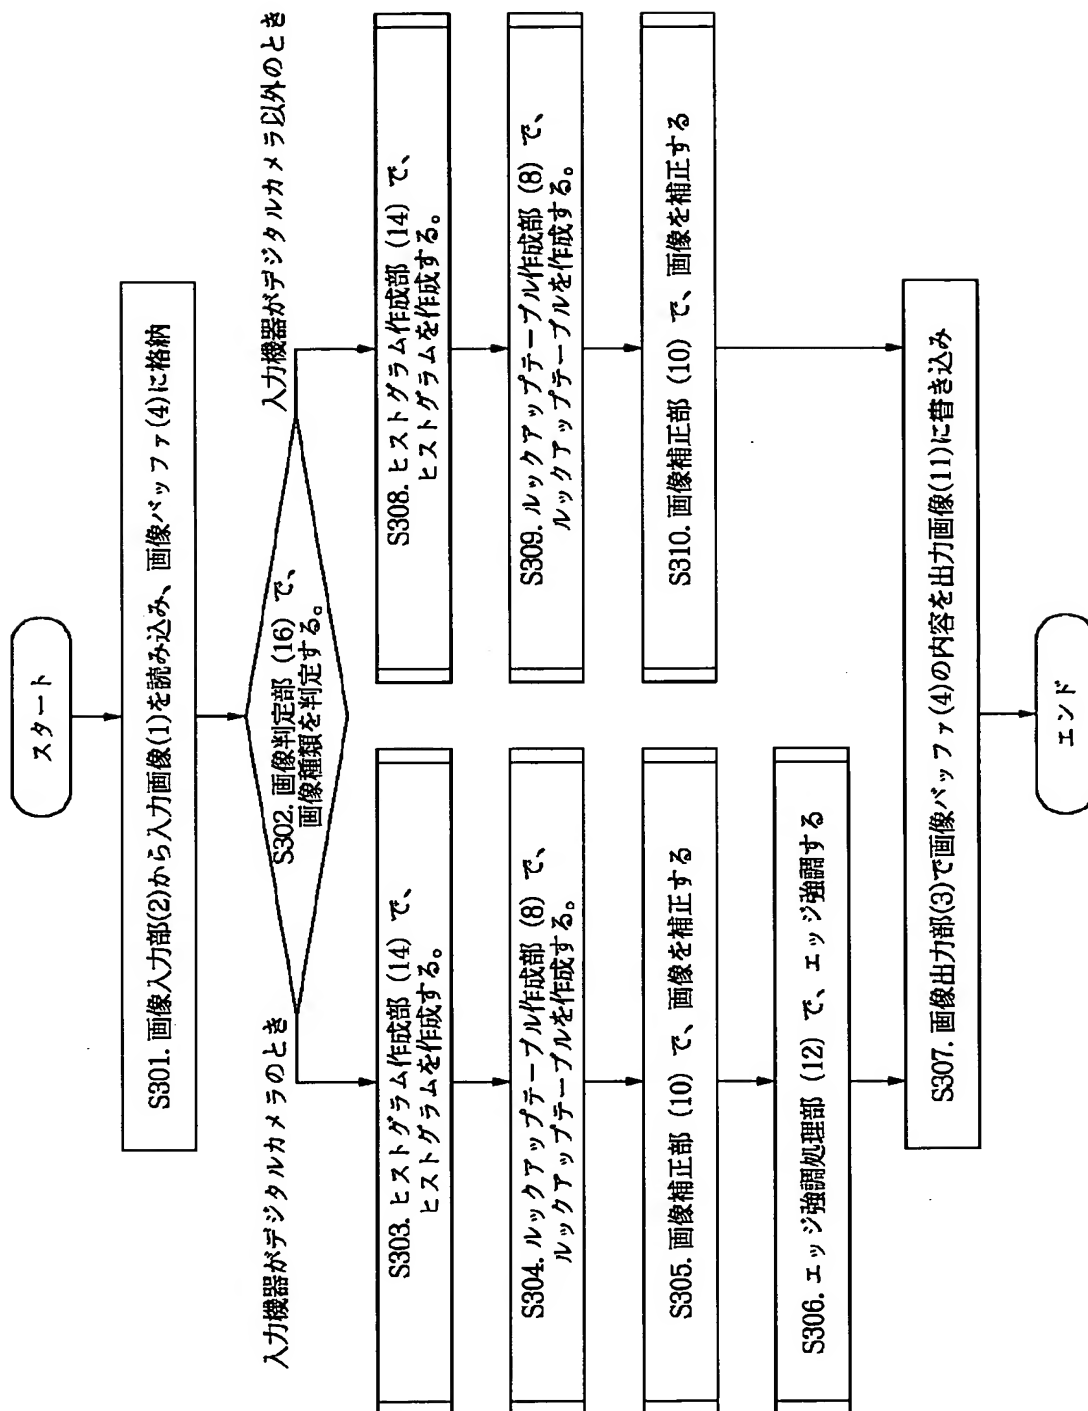 スタート
S301. 画像入力部(2)から入力画像(1)を読み込み、画像バッファ(4)に格納
S302. 画像判定部 (16) で、
画像種類を判定する。
入力機器がデジタルカメラのとき
S303. ヒストグラム作成部 (14) で、
ヒストグラムを作成する。
S304. ルックアップテーブル作成部 (8) で、
ルックアップテーブルを作成する。
S305. 画像補正部 (10) で、画像を補正する
S306. エッジ強調処理部 (12) で、エッジ強調する
入力機器がデジタルカメラ以外のとき
S308. ヒストグラム作成部 (14) で、
ヒストグラムを作成する。
S309. ルックアップテーブル作成部 (8) で、
ルックアップテーブルを作成する。
S310. 画像補正部 (10) で、画像を補正する
S307. 画像出力部(3)で画像バッファ(4)の内容を出力画像(11)に書き込み
エンド